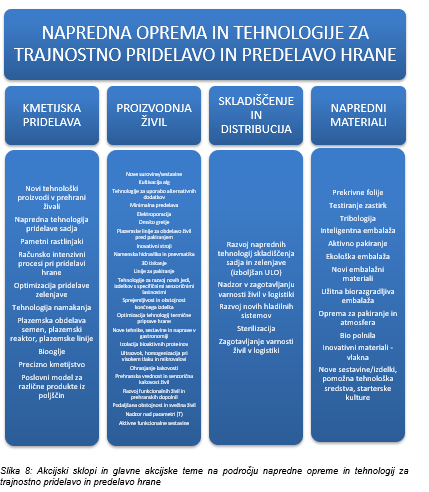 NAPREDNA OPREMA IN TEHNOLOGIJE ZA
TRAJNOSTNO PRIDELAVO IN PREDELAVO HRANE
KMETIJSKA
PRIDELAVA
Novi tehnološki
proizvodi v prehrani
živali
Napredna tehnologija
pridelave sadja
Pametni rastlinjaki
Računsko intenzivni
procesi pri pridelavi
hrane
Optimizacija pridelave
zelenjave
Tehnologija namakanja
Plazemska obdelava
semen, plazemski
reaktor, plazemske linije
Biooglje
Precizno kmetijstvo
Poslovni model za
različne produkte iz
poljščin
PROIZVODNJA
ŽIVIL
Nove surovine/sestavine
Kultivacija alg
Tehnologije za uporabo alternativnih
dodatkov
Minimalna predelava
Elektroporacija
Omsko gretje
Plazemske linije za obdelavo živil
pred pakiranjem
Inovativni stroji
Namenska hidravlika in pnevmatika
3D tiskanje
Linije za pakiranje
Tehnologije za razvoj novih jedi,
izdelkov s specifičnimi senzoričnimi
lastnostmi
Sprejemljivost in obstojnost
končnega izdelka
Optimizacija tehnologij termične
priprave hrane
Nove tehnike, sestavine in naprave v
gastronomiji
Izolacija bioaktivnih proteinov
Ultrazvok, homogenizacija pri
visokem tlaku in mikrovalovi
Ohranjanje kakovosti
Prehranska vrednost in senzorična
kakovost živil
Razvoj funkcionalnih živil in
prehranskih dopolnil
Podaljšana obstojnost in svežina živil
Nadzor nad parametri (T)
Aktivne funkcionalne sestavine
SKLADIŠČENJE
IN
DISTRIBUCIJA
Razvoj naprednih
tehnologij skladiščenja
sadja in zelenjave
(izboljšan ULO)
Nadzor v zagotavljanju
varnosti živil v logistiki
Razvoj novih hladilnih
sistemov
Sterilizacija
Zagotavljanje varnosti
živil v logistiki
NAPREDNI
MATERIALI
Prekrivne folije
Testiranje zastirk
Tribologija
Inteligentna embalaža
Aktivno pakiranje
Ekološka embalaža
Novi embalažni
materiali
Užitna biorazgradljiva
embalaža
Oprema za pakiranje in
atmosfera
Bio polnila
Inovativni materiali -
vlakna
Nove sestavine/izdelki,
pomožna tehnološka
sredstva, starterske
kulture
Slika 8: Akcijski sklopi in glavne akcijske teme na področju napredne opreme in tehnologij za
trajnostno pridelavo in predelavo hrane